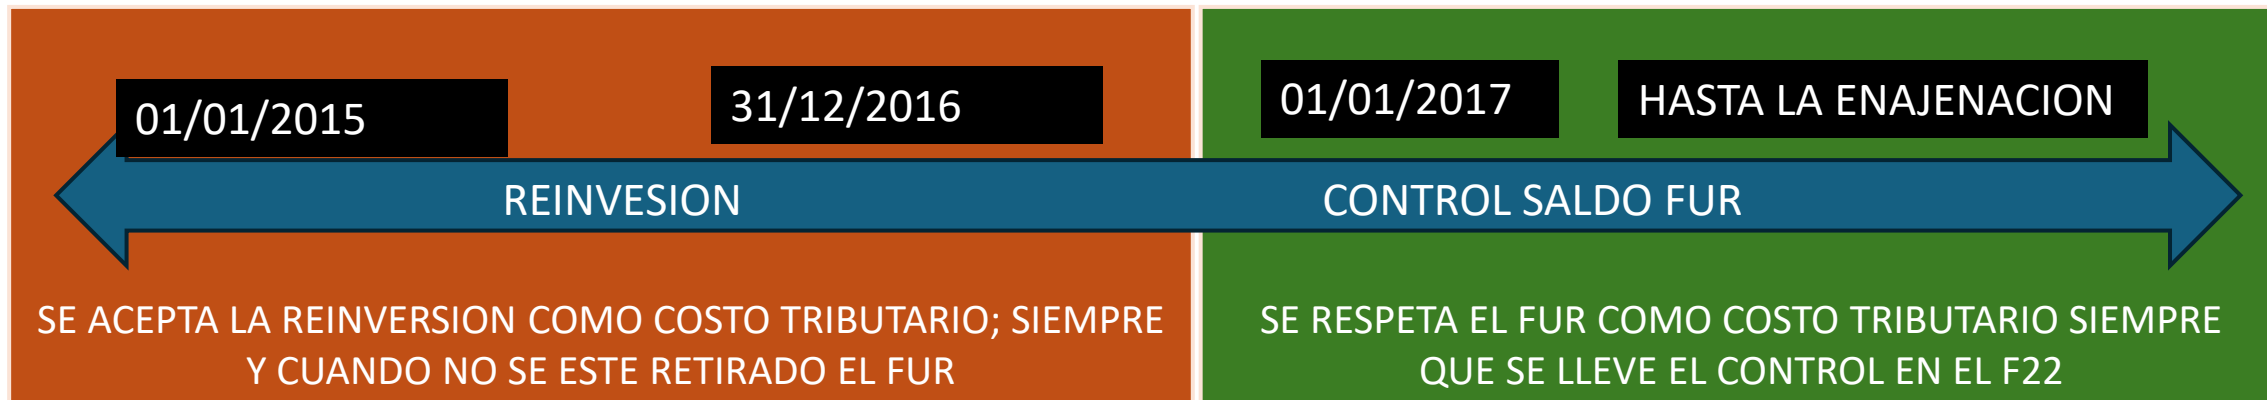 01/01/2015
31/12/2016
01/01/2017
HASTA LA ENAJENACION
REINVESION
CONTROL SALDO FUR
SE ACEPTA LA REINVERSION COMO COSTO TRIBUTARIO; SIEMPRE
Y CUANDO NO SE ESTE RETIRADO EL FUR
SE RESPETA EL FUR COMO COSTO TRIBUTARIO SIEMPRE
QUE SE LLEVE EL CONTROL EN EL F22